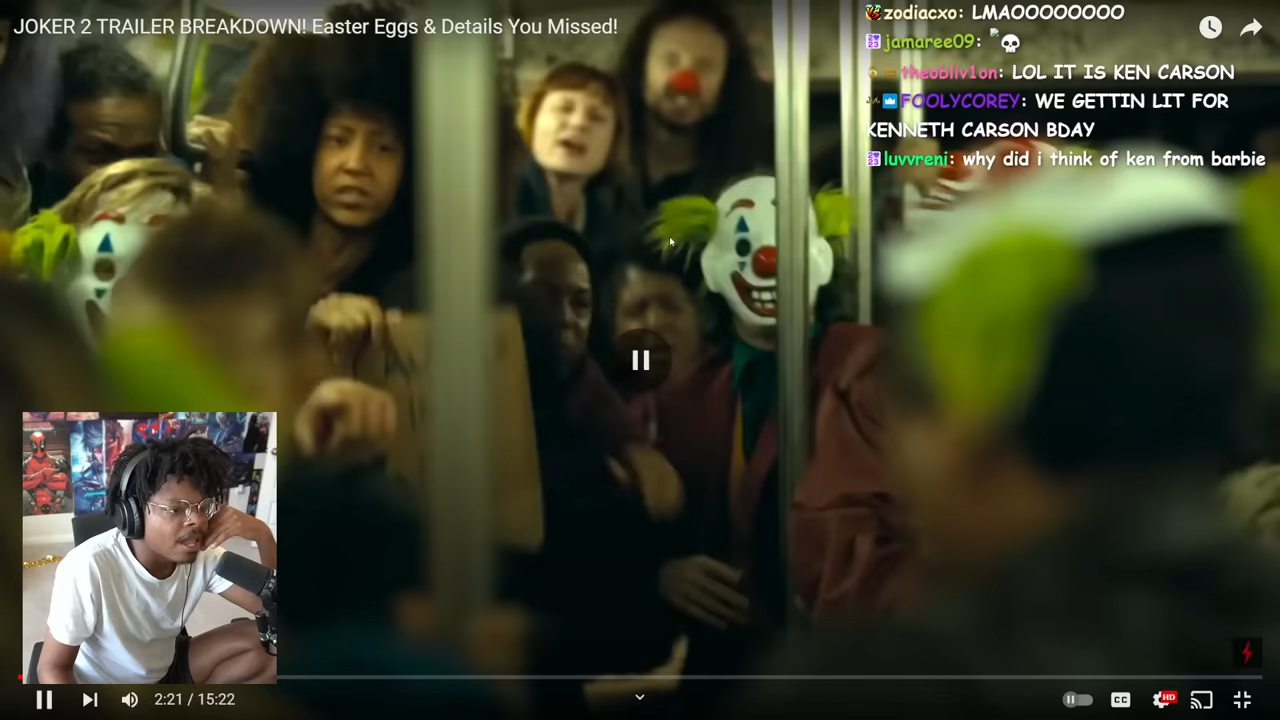 JOKER 2 TRAILER BREAKDOWN! Easter Eggs & Details You Missed!
zodiacxo: LMAOOOOOOOO
jamaree09:
theobliv1on: LOL IT IS KEN CARSON
FOOLYCOREY: WE GETTIN LIT FOR
KENNETH CARSON BDAY
luvvreni: why did i think of ken from barbie
2:21 / 15:22
CC
HD